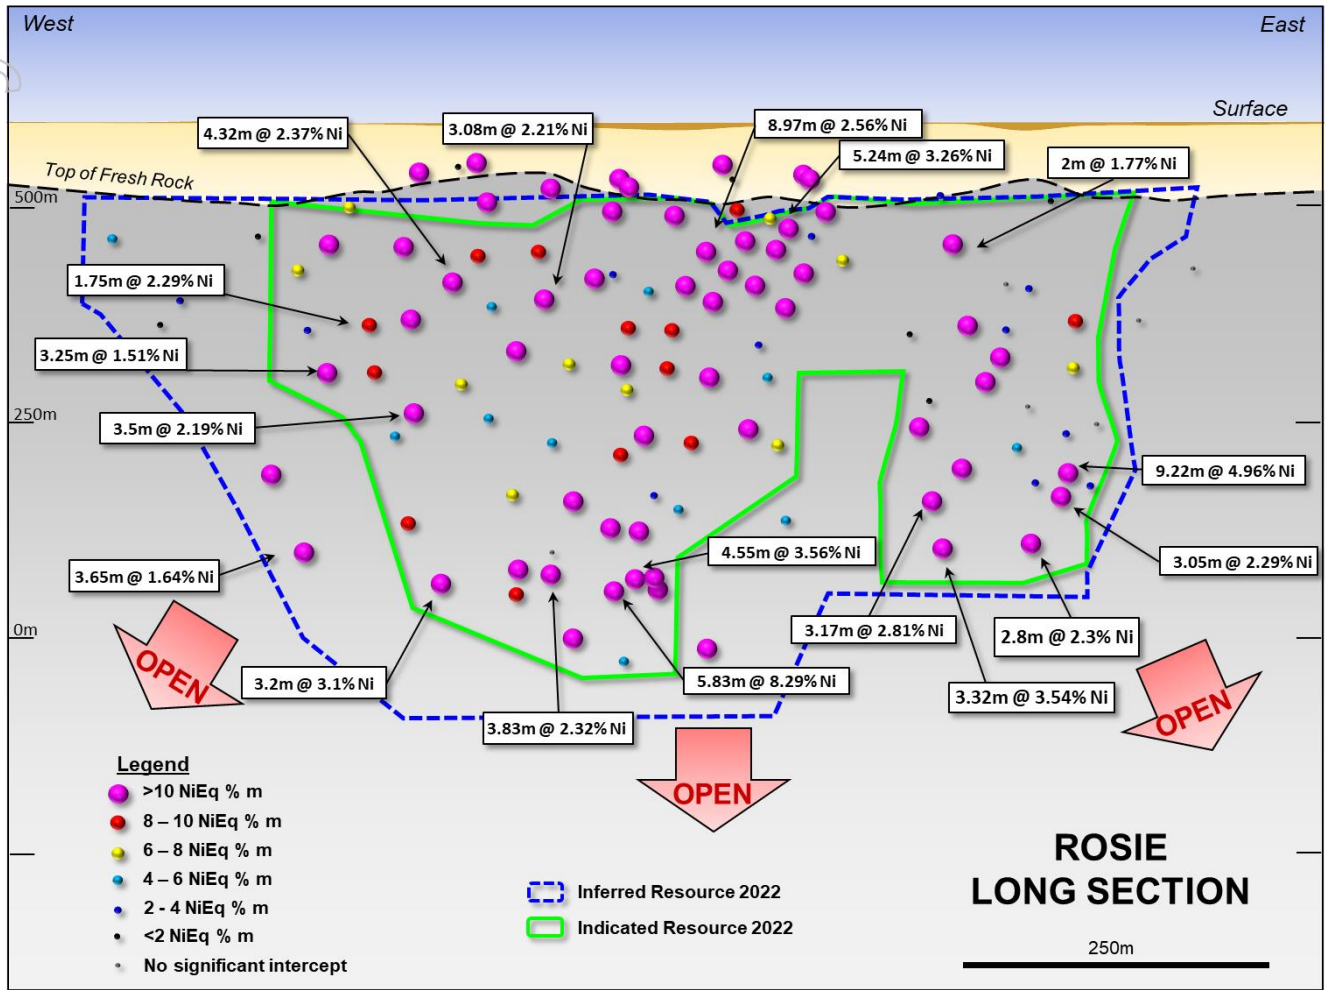 West
East
Surface
8.97m @ 2.56% Ni
4.32m @ 2.37% Ni
3.08m @ 2.21% Ni
5.24m @ 3.26% Ni
2m @ 1.77% Ni
Top of Fresh Rock
500m
1.75m @ 2.29% Ni
3.25m @ 1.51% Ni
250m
3.5m @ 2.19% Ni
9.22m @ 4.96% Ni
4.55m @ 3.56% Ni
3.05m @ 2.29% Ni
3.65m @ 1.64% Ni
0m
3.17m @ 2.81% Ni
2.8m @ 2.3% Ni
OPEN
3.2m @ 3.1% Ni
5.83m @ 8.29% Ni
3.32m @ 3.54% Ni
OPEN
3.83m @ 2.32% Ni
OPEN
Legend
>10 NiEq % m
8 – 10 NiEq % m
6 – 8 NiEq % m
4 – 6 NiEq % m
2 - 4 NiEq % m
<2 NiEq % m
No significant intercept
Inferred Resource 2022
Indicated Resource 2022
ROSIE
LONG SECTION
250m